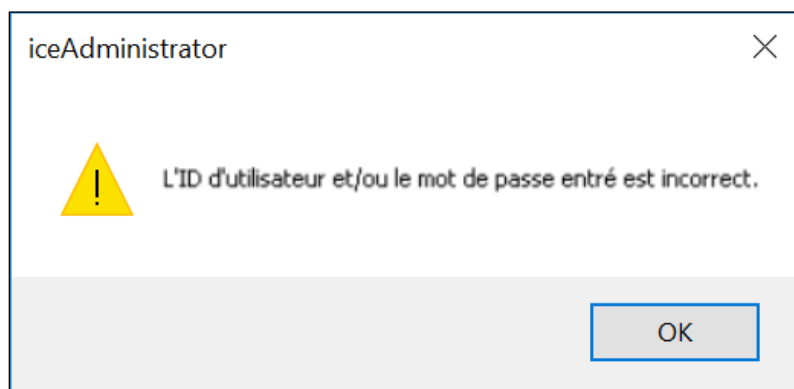 iceAdministrator
L'ID d'utilisateur et/ou le mot de passe entré est incorrect.
OK